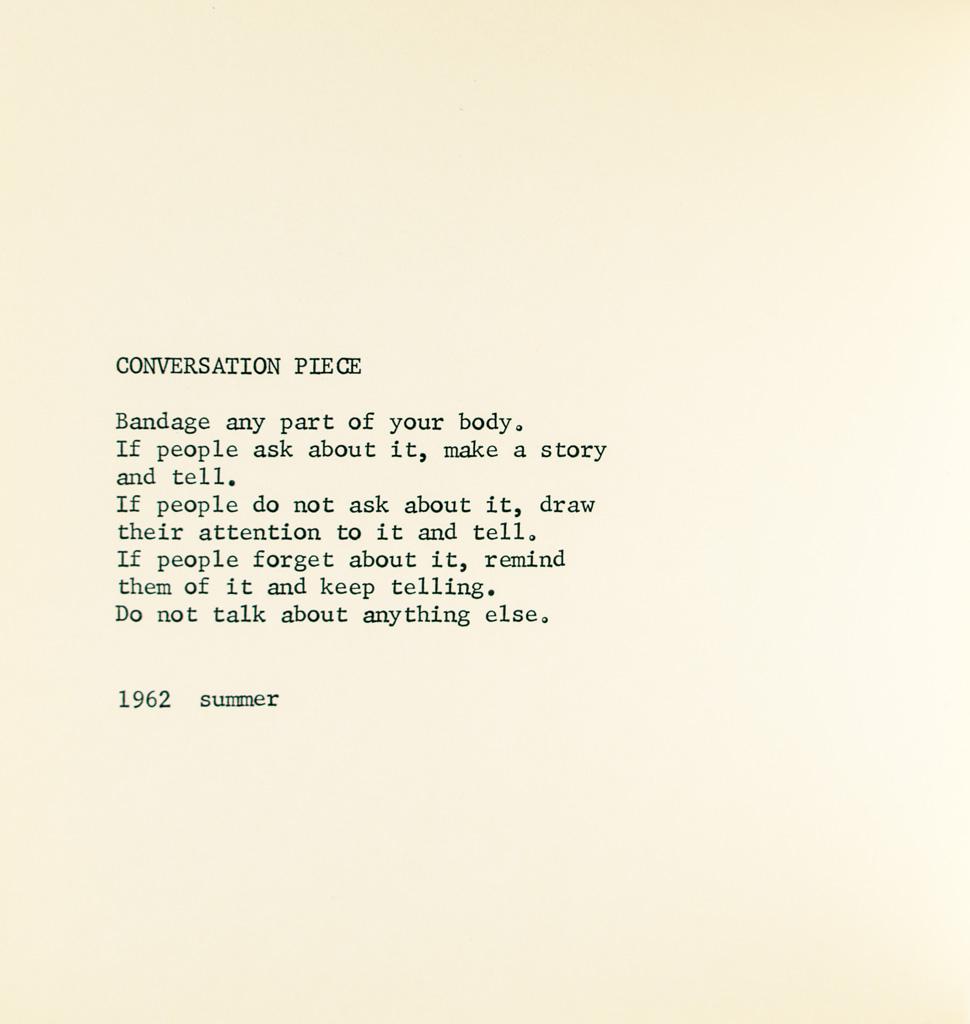 CONVERSATION PIECE
Bandage any part of your body.
If people ask about it, make a story
and tell.
If people do not ask about it, draw
their attention to it and tell.
If people forget about it, remind
them of it and keep telling.
Do not talk about anything else.
1962 summer